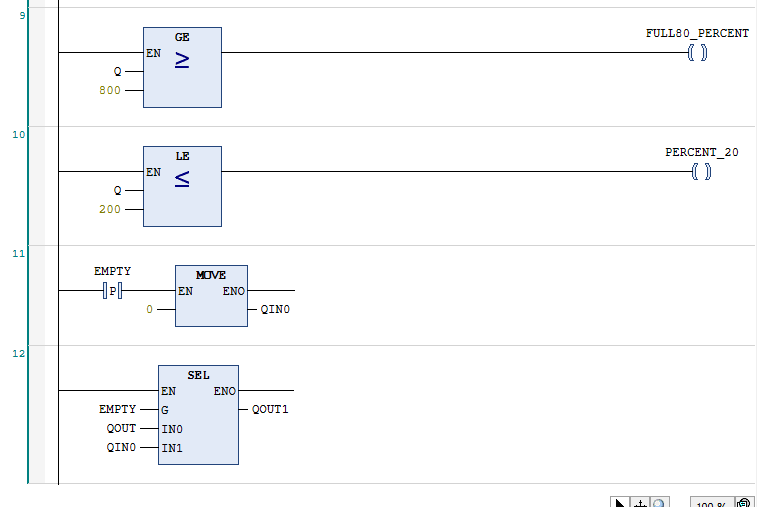 9
GE
FULL80_PERCENT
EN
≥
Q
800
10
LE
PERCENT_20
EN
≤
Q
200
11
EMPTY
MOVE
P
EN ENO
0 QIN0
12
SEL
EN ENO
EMPTY G QOUT1
QOUT IN0
QIN0 IN1
100 %